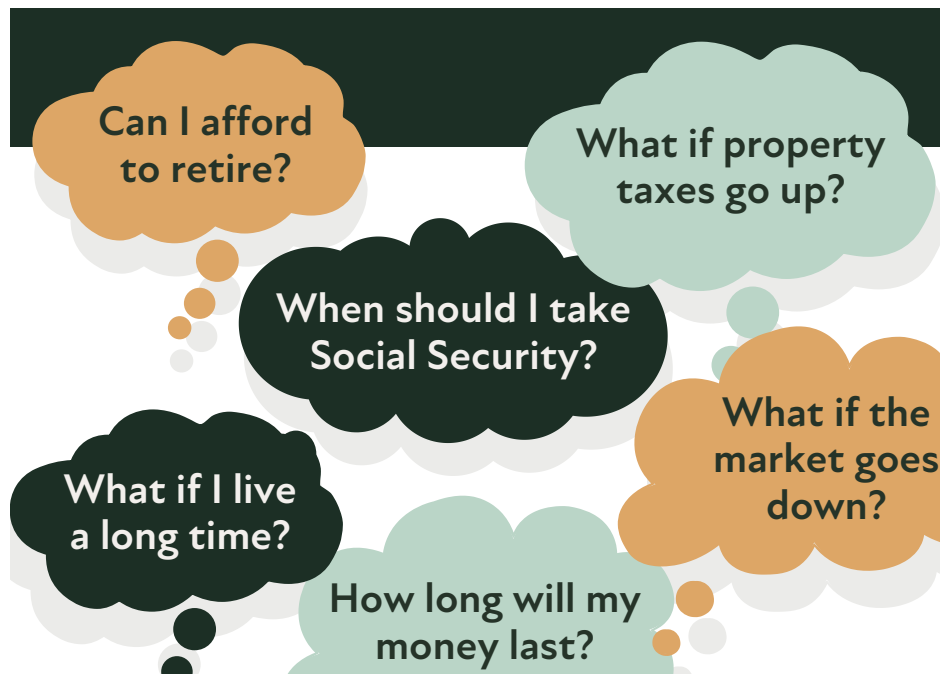 Can I afford
to retire?
What if property
taxes go up?
When should I take
Social Security?
What if the
market goes
down?
What if I live
a long time?
How long will my
money last?